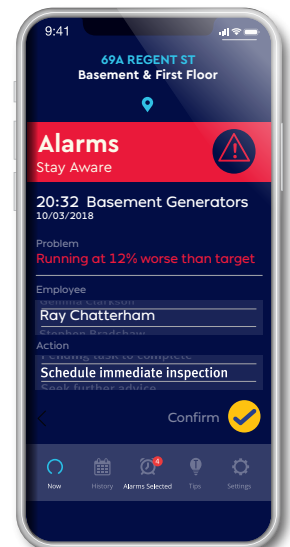 9:41
69A REGENT ST
Basement & First Floor
Alarms
Stay Aware
20:32 Basement Generators
10/03/2018
Problem
Running at 12% worse than target
Employee
Gemma Clarkson
Ray Chatterham
Stephen Bradshaw
Action
Pending task to complete
Schedule immediate inspection
Seek further advice
Confirm
4
Now History Alarms Selected Tips Settings